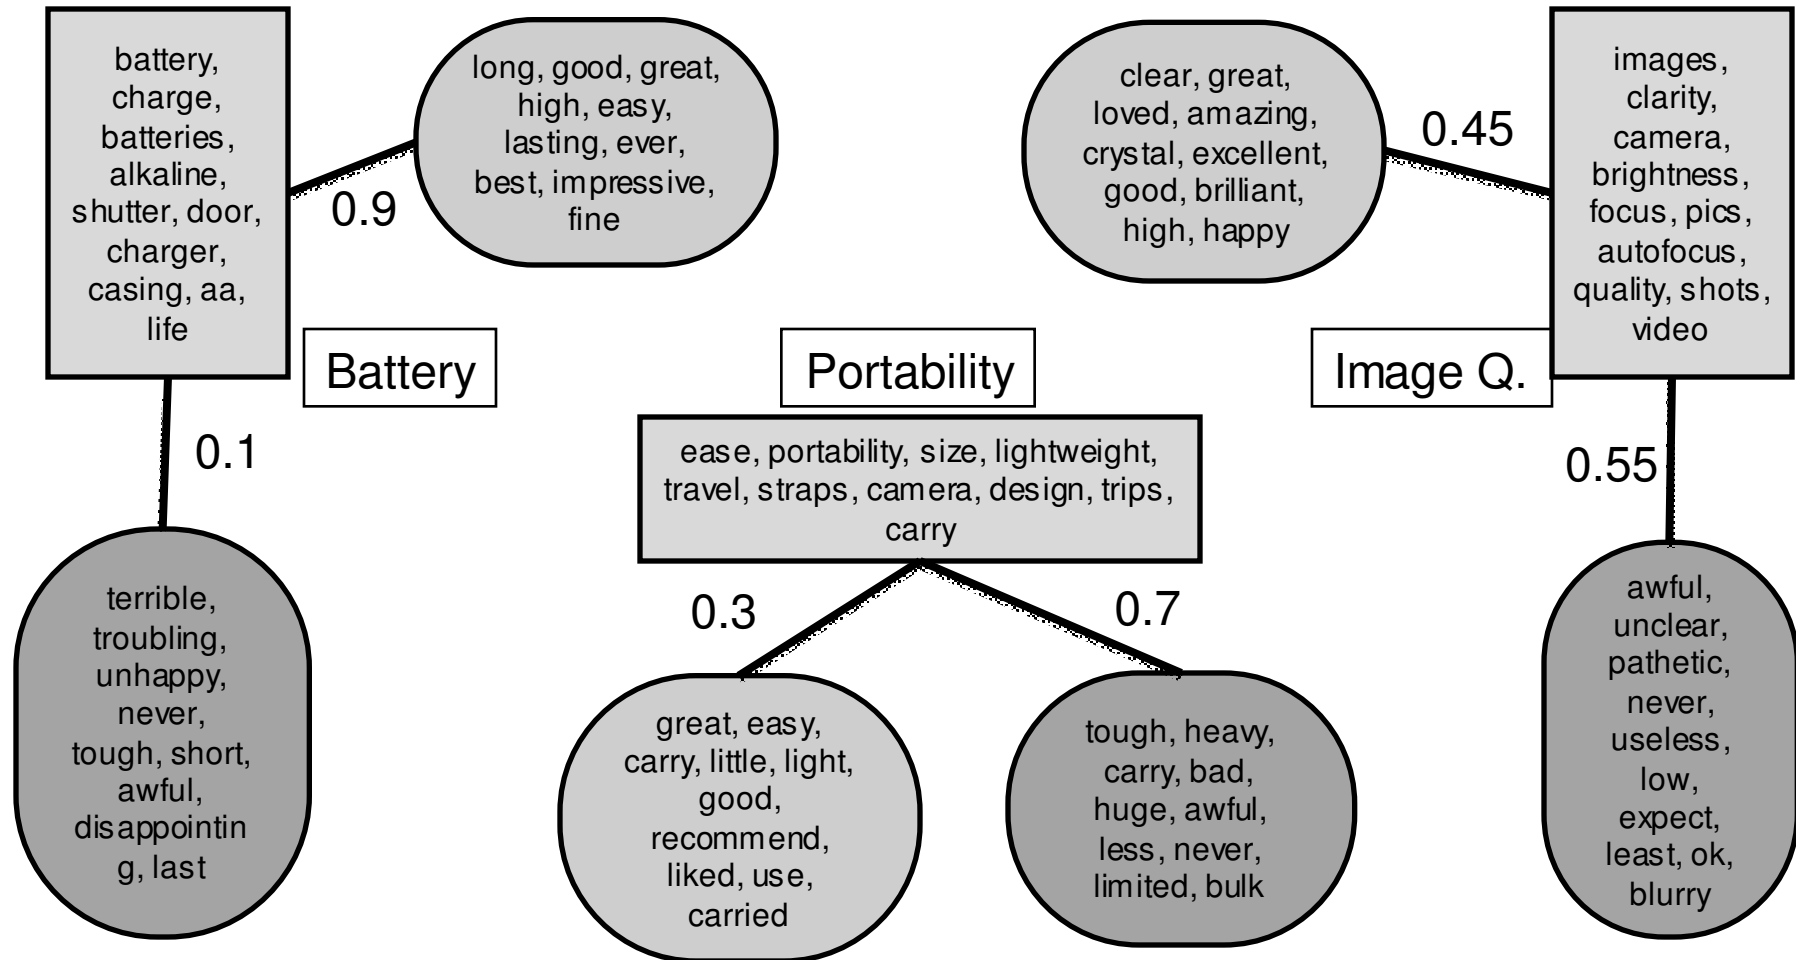 battery,
charge,
batteries,
alkaline,
shutter, door,
charger,
casing, aa,
life
0.9
long, good, great,
high, easy,
lasting, ever,
best, impressive,
fine
clear, great,
loved, amazing,
crystal, excellent,
good, brilliant,
high, happy
0.45
images,
clarity,
camera,
brightness,
focus, pics,
autofocus,
quality, shots,
video
Battery
Portability
Image Q.
0.1
ease, portability, size, lightweight,
travel, straps, camera, design, trips,
carry
0.55
0.3
0.7
terrible,
troubling,
unhappy,
never,
tough, short,
awful,
disappointin
g, last
great, easy,
carry, little, light,
good,
recommend,
liked, use,
carried
tough, heavy,
carry, bad,
huge, awful,
less, never,
limited, bulk
awful,
unclear,
pathetic,
never,
useless,
low,
expect,
least, ok,
blurry